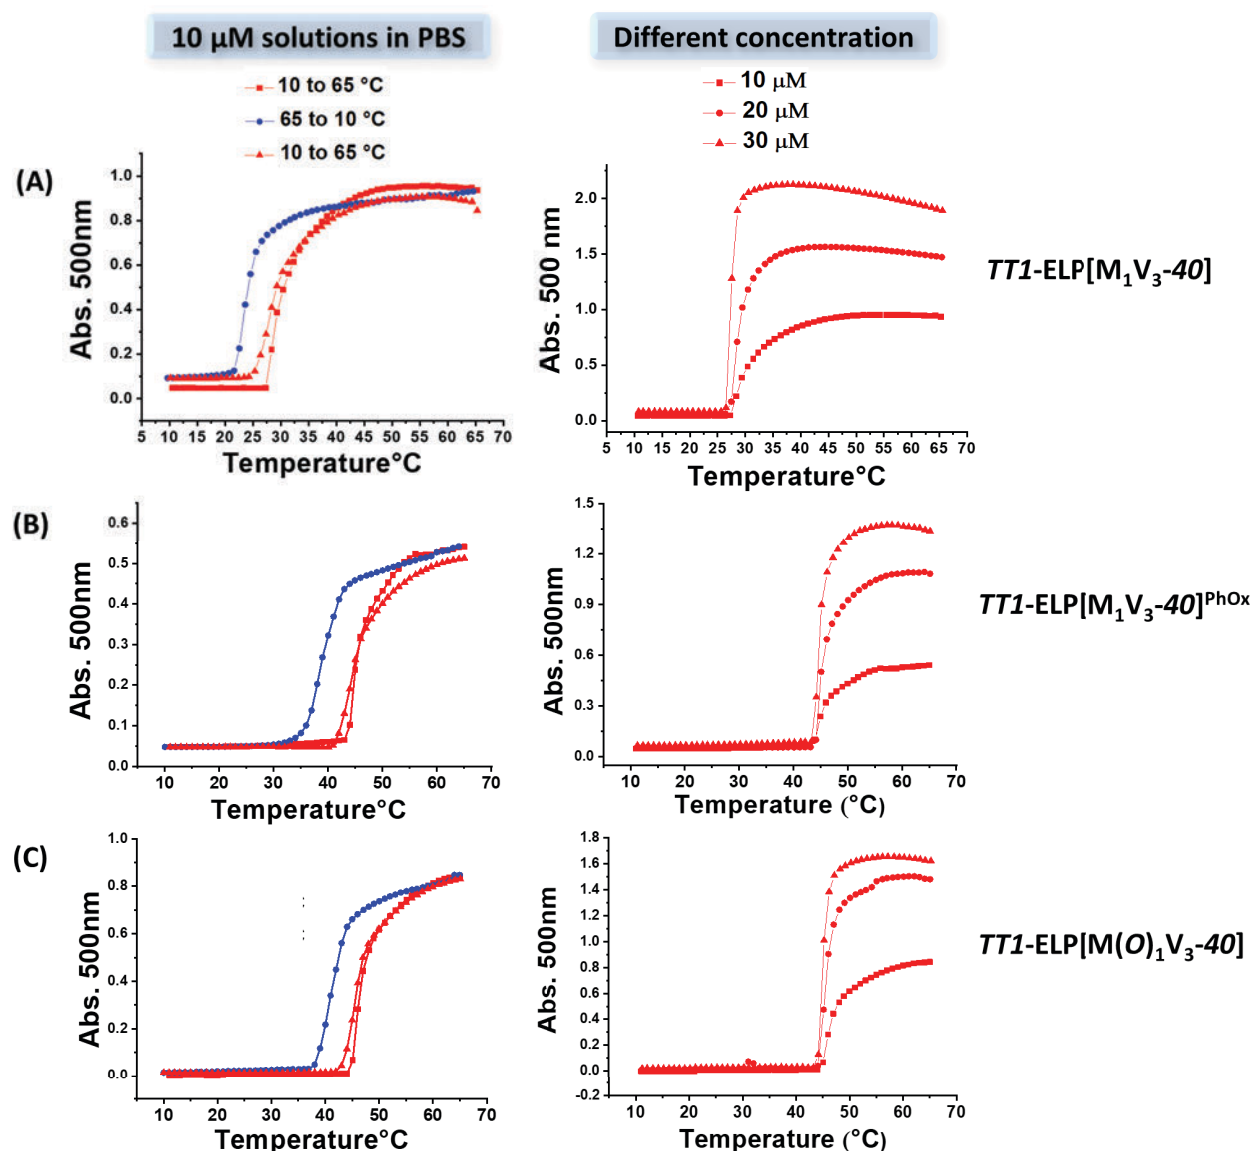 10 µM solutions in PBS
Different concentration
10 to 65 °C
65 to 10 °C
10 to 65 °C
10 µM
20 µM
30 µM
(A)
Abs. 500nm
1.0
0.8
0.6
0.4
0.2
0.0
5 10 15 20 25 30 35 40 45 50 55 60 65 70
Temperature°C
Abs. 500 nm
2.0
1.5
1.0
0.5
0.0
5 10 15 20 25 30 35 40 45 50 55 60 65 70
Temperature°C
TT1-ELP[M₁V₃-40]
(B)
Abs. 500nm
0.6
0.5
0.4
0.3
0.2
0.1
0.0
10 20 30 40 50 60 70
Temperature°C
Abs. 500nm
1.5
1.2
0.9
0.6
0.3
0.0
10 20 30 40 50 60 70
Temperature (°C)
TT1-ELP[M₁V₃-40]ᴾʰᴼˣ
(C)
Abs. 500nm
1.0
0.8
0.6
0.4
0.2
0.0
10 20 30 40 50 60 70
Temperature°C
Abs. 500nm
1.8
1.6
1.4
1.2
1.0
0.8
0.6
0.4
0.2
0.0
-0.2
10 20 30 40 50 60 70
Temperature (°C)
TT1-ELP[M(O)₁V₃-40]